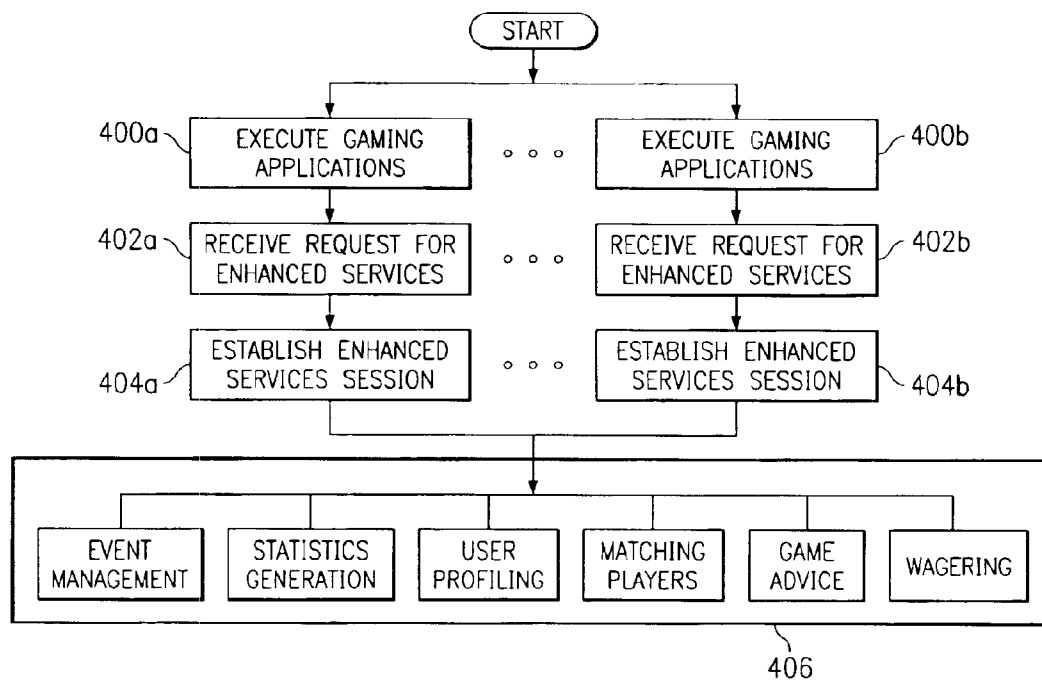 START
400a
EXECUTE GAMING
APPLICATIONS
EXECUTE GAMING
APPLICATIONS
400b
402a
RECEIVE REQUEST FOR
ENHANCED SERVICES
RECEIVE REQUEST FOR
ENHANCED SERVICES
402b
404a
ESTABLISH ENHANCED
SERVICES SESSION
ESTABLISH ENHANCED
SERVICES SESSION
404b
EVENT
MANAGEMENT
STATISTICS
GENERATION
USER
PROFILING
MATCHING
PLAYERS
GAME
ADVICE
WAGERING
406